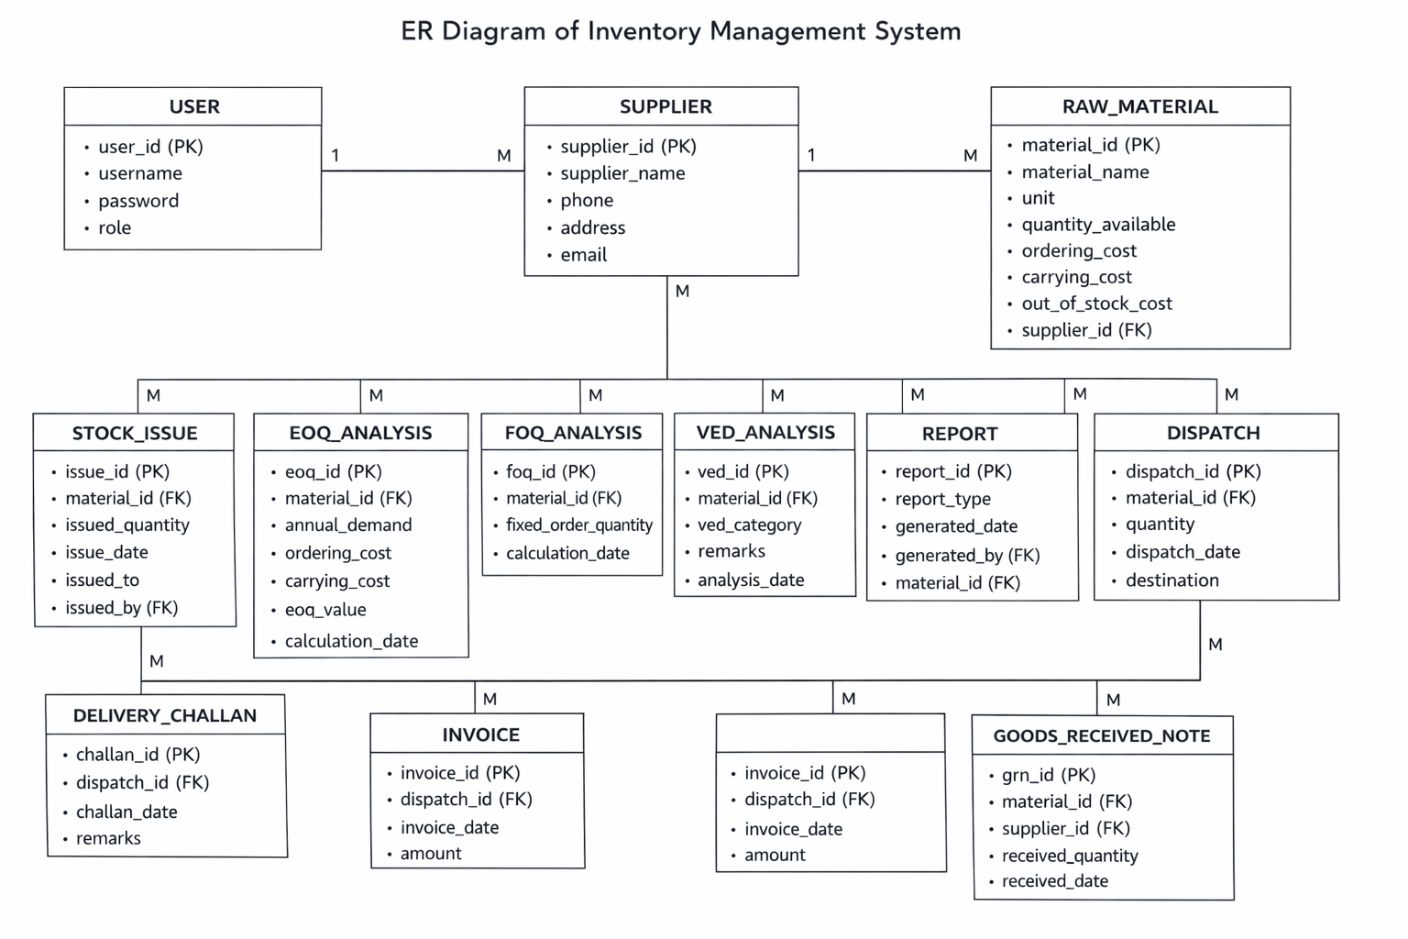 ER Diagram of Inventory Management System
USER
• user_id (PK)
• username
• password
• role
1
M
SUPPLIER
• supplier_id (PK)
• supplier_name
• phone
• address
• email
1
M
RAW_MATERIAL
• material_id (PK)
• material_name
• unit
• quantity_available
• ordering_cost
• carrying_cost
• out_of_stock_cost
• supplier_id (FK)
M
M
M
M
M
M
M
M
STOCK_ISSUE
• issue_id (PK)
• material_id (FK)
• issued_quantity
• issue_date
• issued_to
• issued_by (FK)
EOQ_ANALYSIS
• eoq_id (PK)
• material_id (FK)
• annual_demand
• ordering_cost
• carrying_cost
• eoq_value
• calculation_date
FOQ_ANALYSIS
• foq_id (PK)
• material_id (FK)
• fixed_order_quantity
• calculation_date
VED_ANALYSIS
• ved_id (PK)
• material_id (FK)
• ved_category
• remarks
• analysis_date
REPORT
• report_id (PK)
• report_type
• generated_date
• generated_by (FK)
• material_id (FK)
DISPATCH
• dispatch_id (PK)
• material_id (FK)
• quantity
• dispatch_date
• destination
M
M
M
M
M
DELIVERY_CHALLAN
• challan_id (PK)
• dispatch_id (FK)
• challan_date
• remarks
INVOICE
• invoice_id (PK)
• dispatch_id (FK)
• invoice_date
• amount
• invoice_id (PK)
• dispatch_id (FK)
• invoice_date
• amount
GOODS_RECEIVED_NOTE
• grn_id (PK)
• material_id (FK)
• supplier_id (FK)
• received_quantity
• received_date